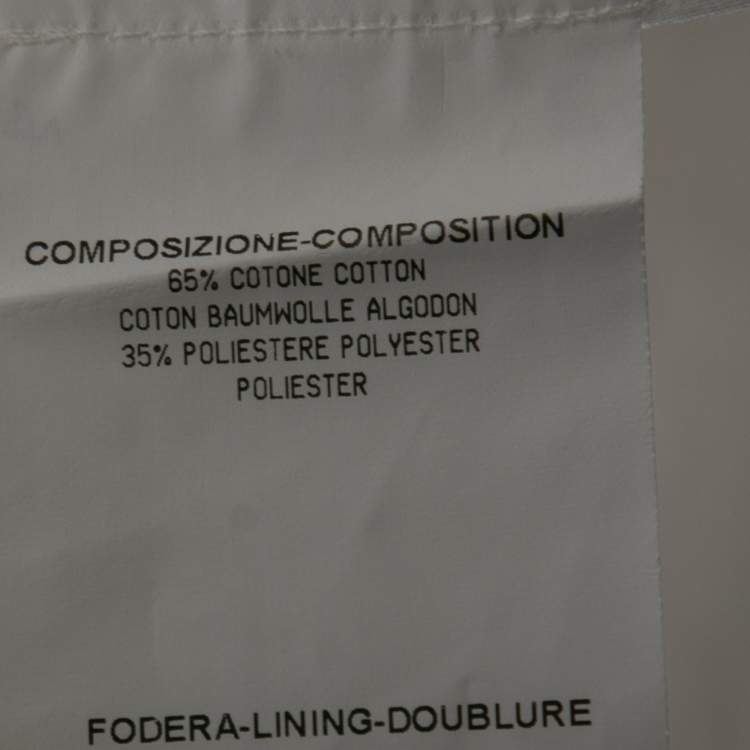 COMPOSIZIONE-COMPOSITION
65% COTONE COTTON
COTON BAUMWOLLE ALGODON
35% POLIESTERE POLYESTER
POLIESTER
FODERA-LINING-DOUBLURE